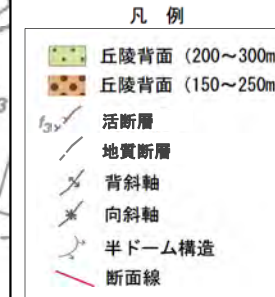 凡 例
丘陵背面（200～300m
丘陵背面（150～250m
活断層
地質断層
背斜軸
向斜軸
半ドーム構造
断面線